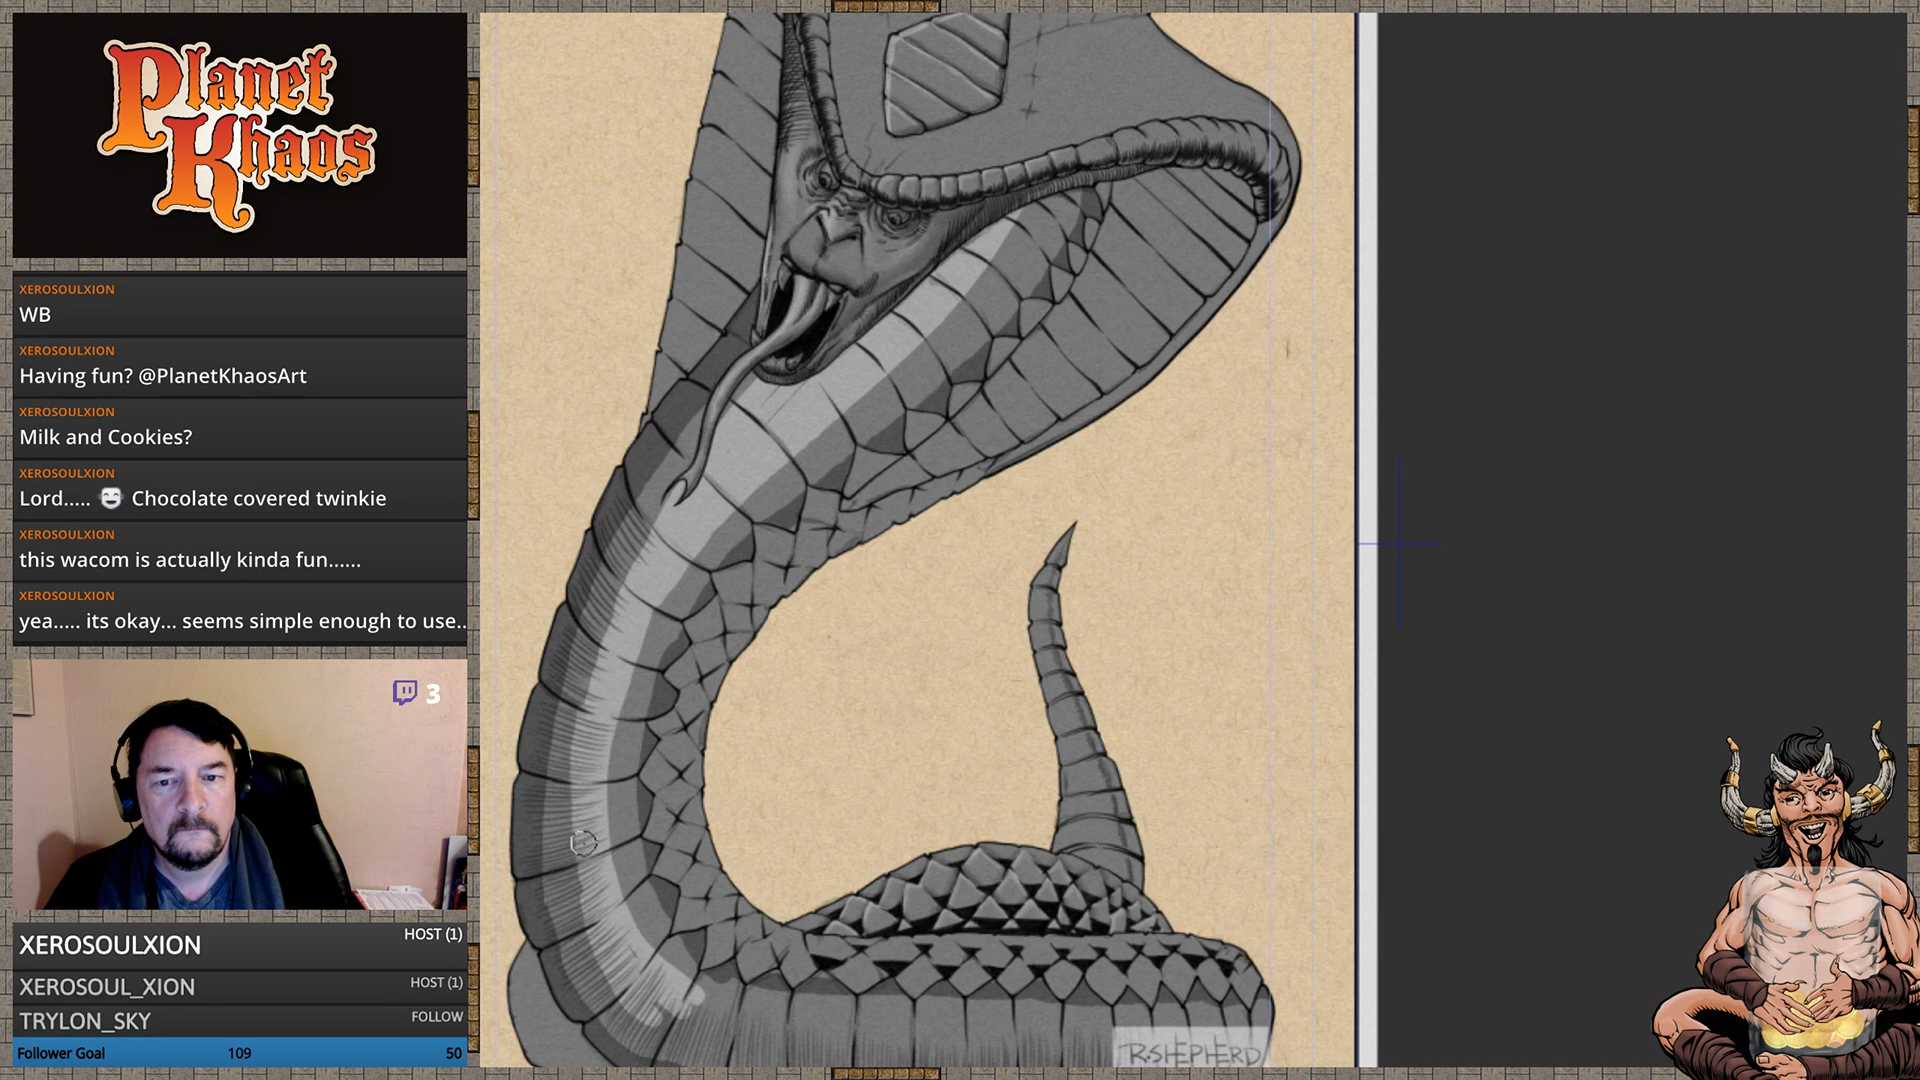 Planet
Khaos
XEROSOULXION
WB
XEROSOULXION
Having fun? @PlanetKhaosArt
XEROSOULXION
Milk and Cookies?
XEROSOULXION
Lord..... Chocolate covered twinkie
XEROSOULXION
this wacom is actually kinda fun......
XEROSOULXION
yea..... its okay... seems simple enough to use..
3
XEROSOULXION HOST (1)
XEROSOUL_XION HOST (1)
TRYLON_SKY FOLLOW
Follower Goal 109 50
R.SHEPHERD